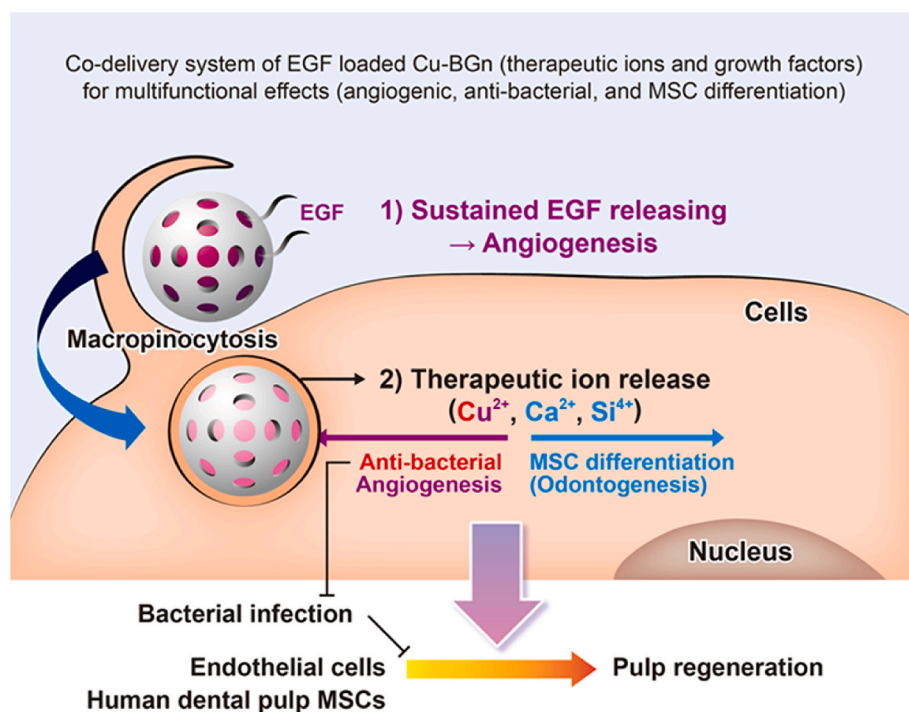 Co-delivery system of EGF loaded Cu-BGn (therapeutic ions and growth factors)
for multifunctional effects (angiogenic, anti-bacterial, and MSC differentiation)
EGF
1) Sustained EGF releasing
→ Angiogenesis
Cells
Macropinocytosis
2) Therapeutic ion release
(Cu²⁺, Ca²⁺, Si⁴⁺)
Anti-bacterial
Angiogenesis
MSC differentiation
(Odontogenesis)
Nucleus
Bacterial infection
Endothelial cells
Human dental pulp MSCs
Pulp regeneration